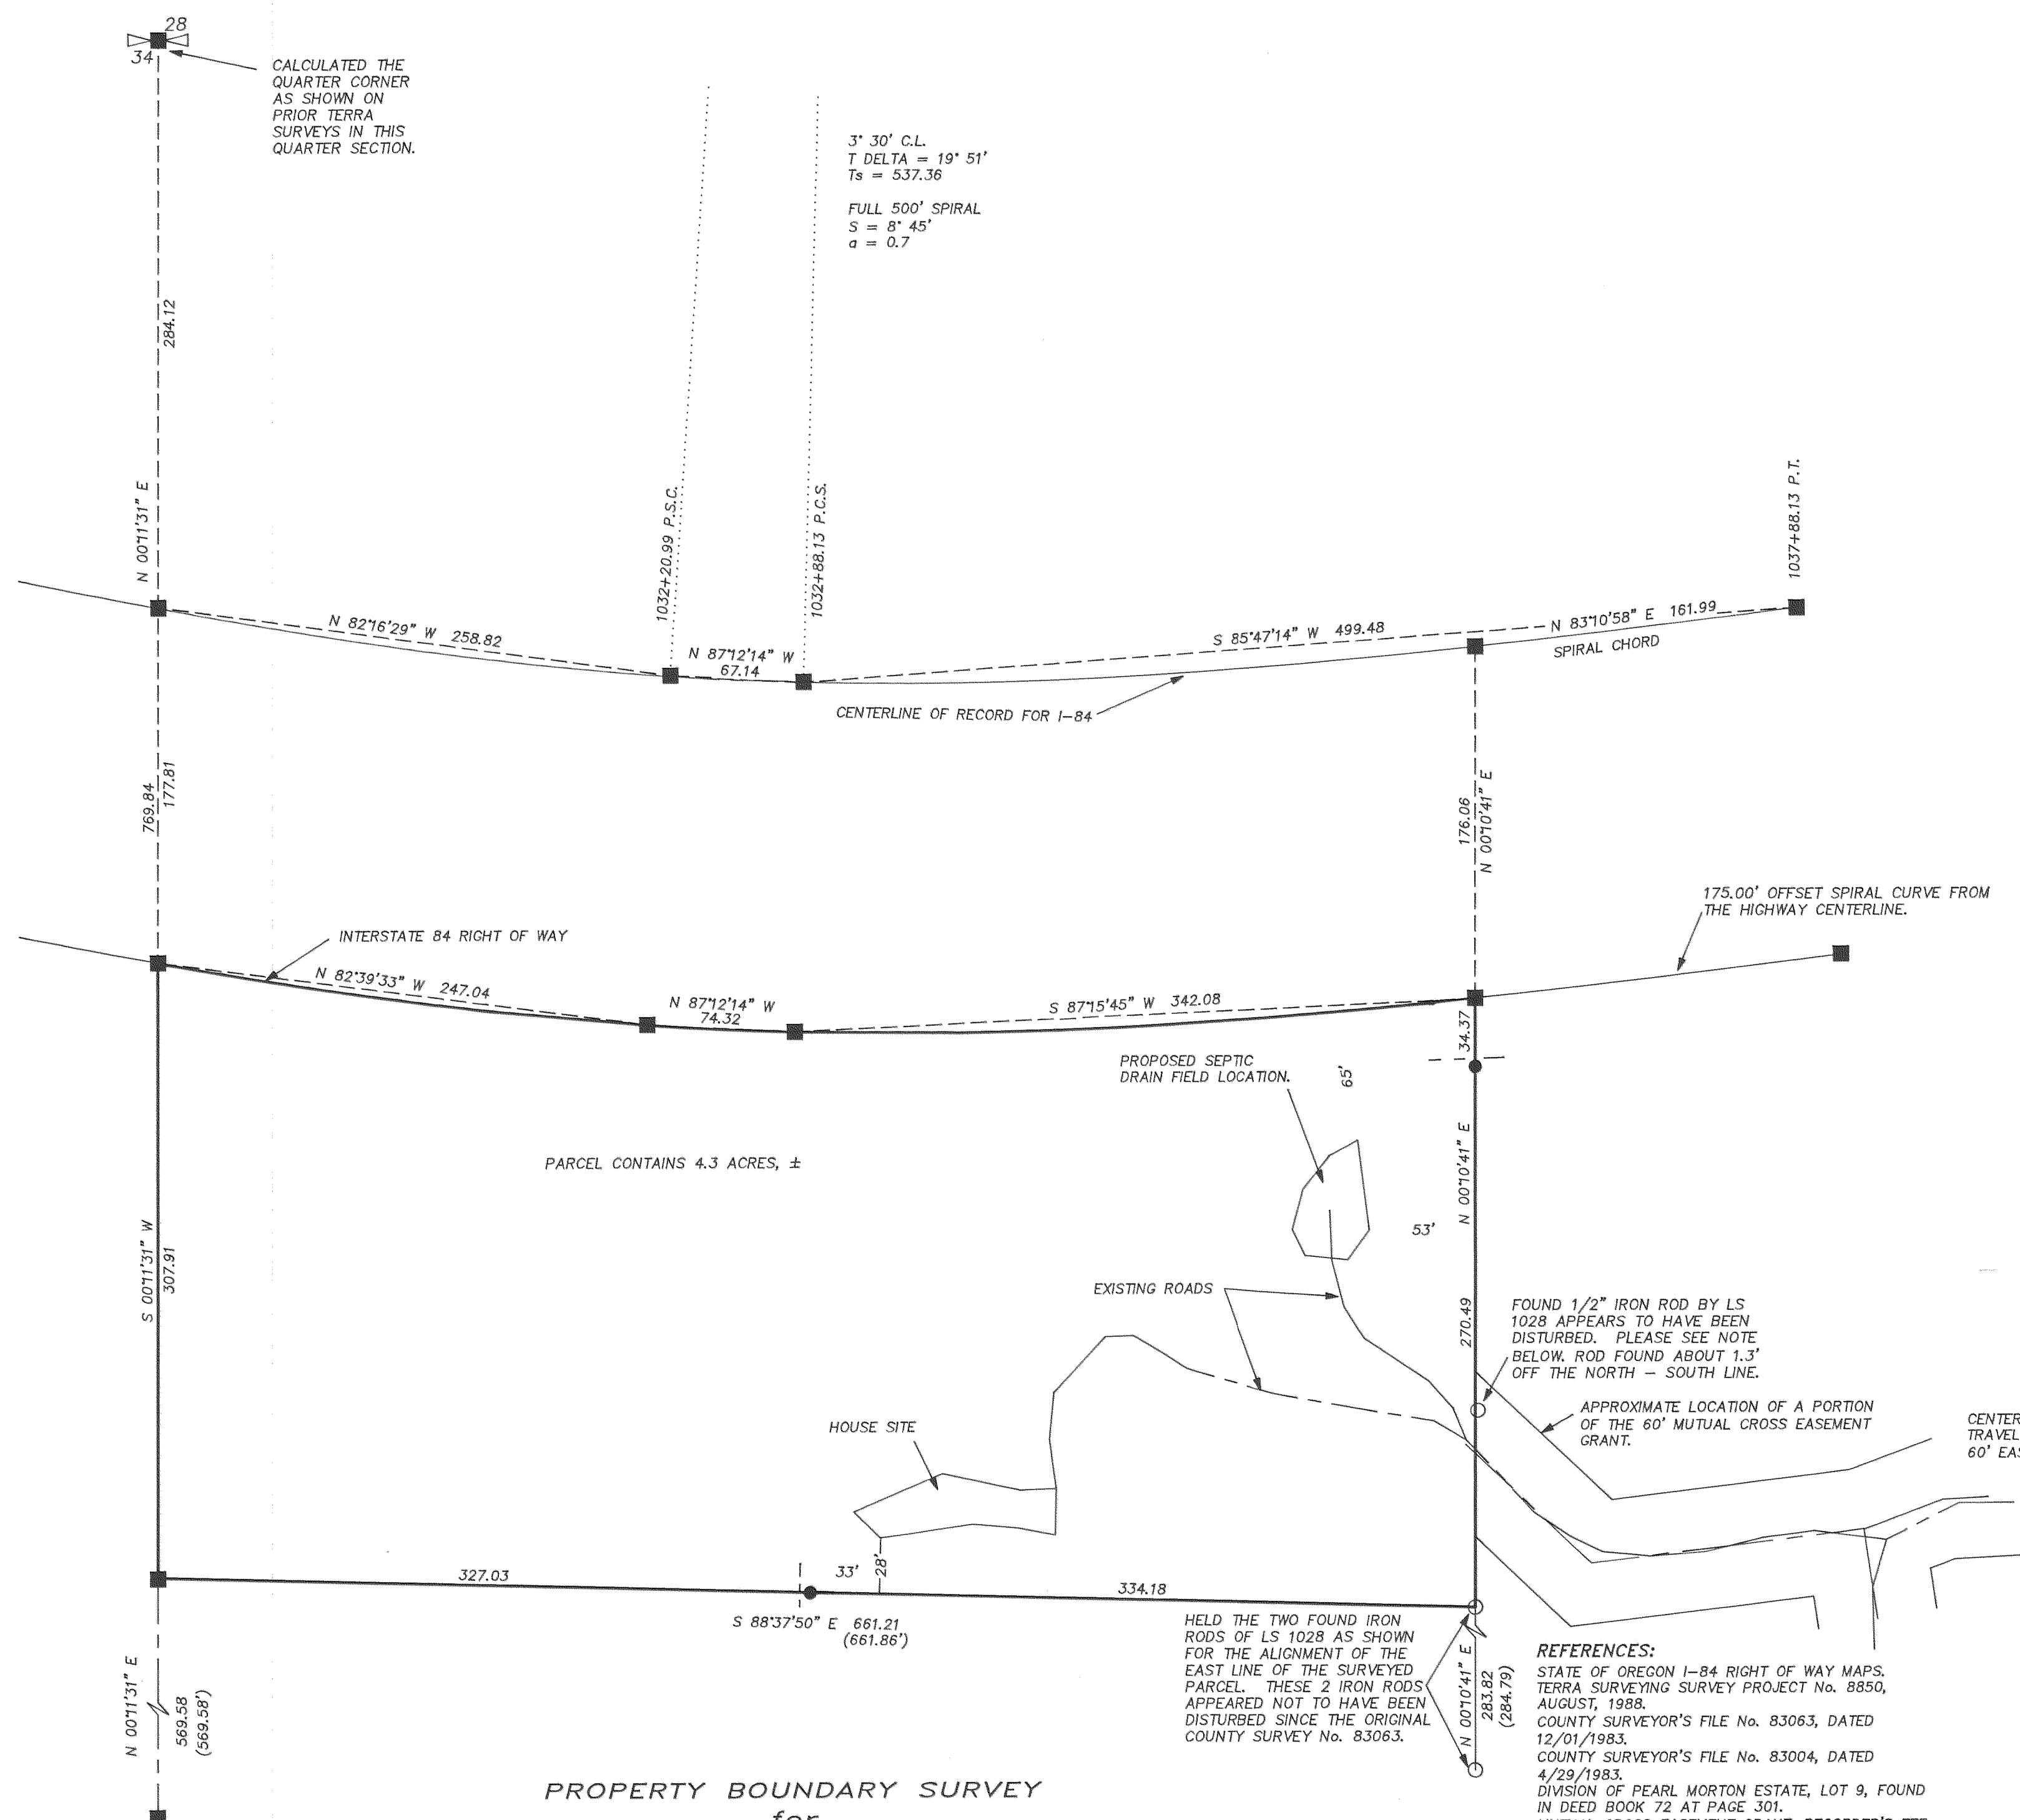 28
34
CALCULATED THE
QUARTER CORNER
AS SHOWN ON
PRIOR TERRA
SURVEYS IN THIS
QUARTER SECTION.
3° 30' C.L.
T DELTA = 19° 51'
Ts = 537.36
FULL 500' SPIRAL
S = 8° 45'
a = 0.7
284.12
N 00°11'31" E
1032+20.99 P.S.C.
1032+88.13 P.C.S.
1037+88.13 P.T.
N 82°16'29" W 258.82
N 87°12'14" W
67.14
S 85°47'14" W 499.48
N 83°10'58" E 161.99
SPIRAL CHORD
CENTERLINE OF RECORD FOR I-84
769.84
177.81
176.06
N 00°10'41" E
175.00' OFFSET SPIRAL CURVE FROM
THE HIGHWAY CENTERLINE.
INTERSTATE 84 RIGHT OF WAY
N 82°39'33" W 247.04
N 87°12'14" W
74.32
S 87°15'45" W 342.08
34.37
PROPOSED SEPTIC
DRAIN FIELD LOCATION.
65'
N 00°10'41" E
PARCEL CONTAINS 4.3 ACRES, ±
53'
S 00°11'31" W
307.91
EXISTING ROADS
270.49
FOUND 1/2" IRON ROD BY LS
1028 APPEARS TO HAVE BEEN
DISTURBED. PLEASE SEE NOTE
BELOW. ROD FOUND ABOUT 1.3'
OFF THE NORTH - SOUTH LINE.
APPROXIMATE LOCATION OF A PORTION
OF THE 60' MUTUAL CROSS EASEMENT
GRANT.
CENTER
TRAVEL
60' EAS
HOUSE SITE
327.03
33'
28'
334.18
S 88°37'50" E 661.21
(661.86')
HELD THE TWO FOUND IRON
RODS OF LS 1028 AS SHOWN
FOR THE ALIGNMENT OF THE
EAST LINE OF THE SURVEYED
PARCEL. THESE 2 IRON RODS
APPEARED NOT TO HAVE BEEN
DISTURBED SINCE THE ORIGINAL
COUNTY SURVEY No. 83063.
N 00°10'41" E
283.82
(284.79)
N 00°11'31" E
569.58
(569.58')
REFERENCES:
STATE OF OREGON I-84 RIGHT OF WAY MAPS.
TERRA SURVEYING SURVEY PROJECT No. 8850,
AUGUST, 1988.
COUNTY SURVEYOR'S FILE No. 83063, DATED
12/01/1983.
COUNTY SURVEYOR'S FILE No. 83004, DATED
4/29/1983.
DIVISION OF PEARL MORTON ESTATE, LOT 9, FOUND
IN DEED BOOK 72 AT PAGE 301.
PROPERTY BOUNDARY SURVEY
for